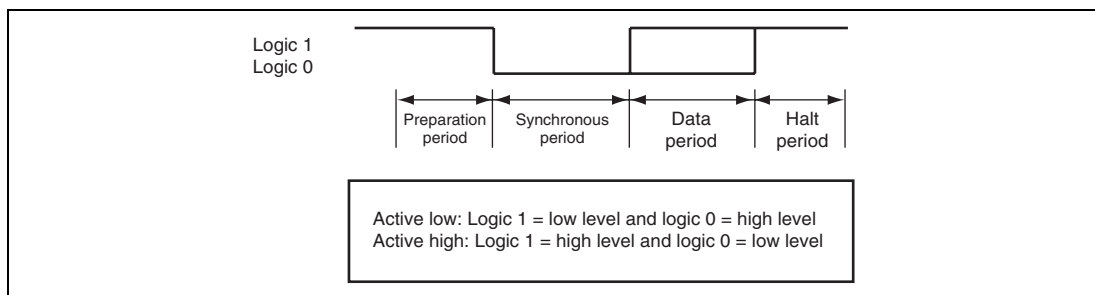 Logic 1
Logic 0
Preparation period
Synchronous period
Data period
Halt period
Active low: Logic 1 = low level and logic 0 = high level
Active high: Logic 1 = high level and logic 0 = low level